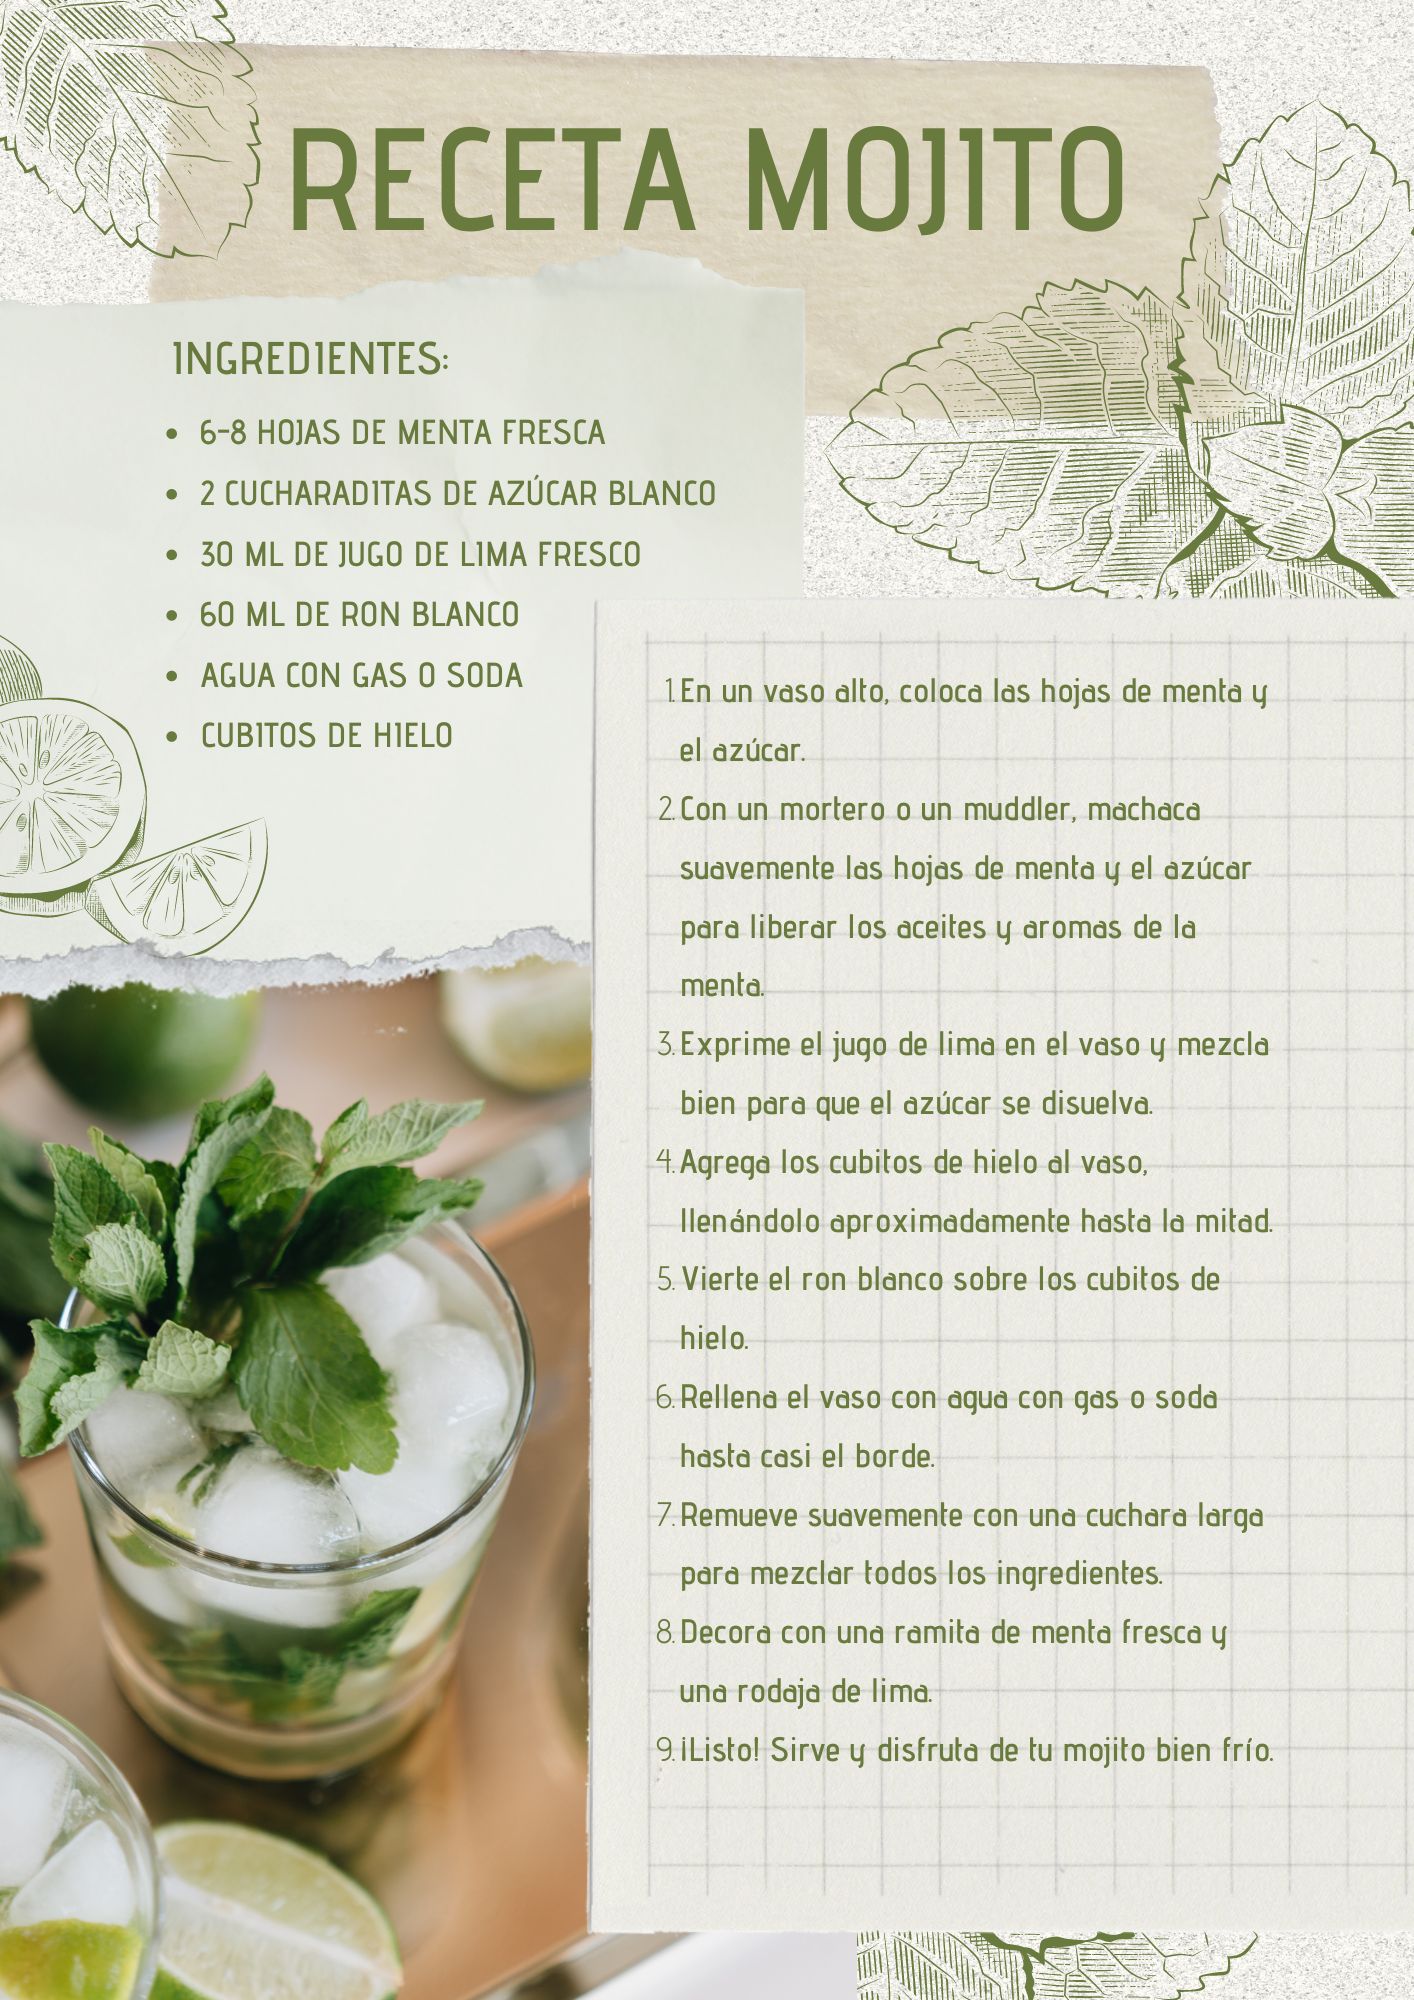 RECETA MOJITO
INGREDIENTES:
• 6-8 HOJAS DE MENTA FRESCA
• 2 CUCHARADITAS DE AZÚCAR BLANCO
• 30 ML DE JUGO DE LIMA FRESCO
• 60 ML DE RON BLANCO
• AGUA CON GAS O SODA
• CUBITOS DE HIELO
1. En un vaso alto, coloca las hojas de menta y
el azúcar.
2. Con un mortero o un muddler, machaca
suavemente las hojas de menta y el azúcar
para liberar los aceites y aromas de la
menta.
3. Exprime el jugo de lima en el vaso y mezcla
bien para que el azúcar se disuelva.
4. Agrega los cubitos de hielo al vaso,
llenándolo aproximadamente hasta la mitad.
5. Vierte el ron blanco sobre los cubitos de
hielo.
6. Rellena el vaso con agua con gas o soda
hasta casi el borde.
7. Remueve suavemente con una cuchara larga
para mezclar todos los ingredientes.
8. Decora con una ramita de menta fresca y
una rodaja de lima.
9. ¡Listo! Sirve y disfruta de tu mojito bien frío.